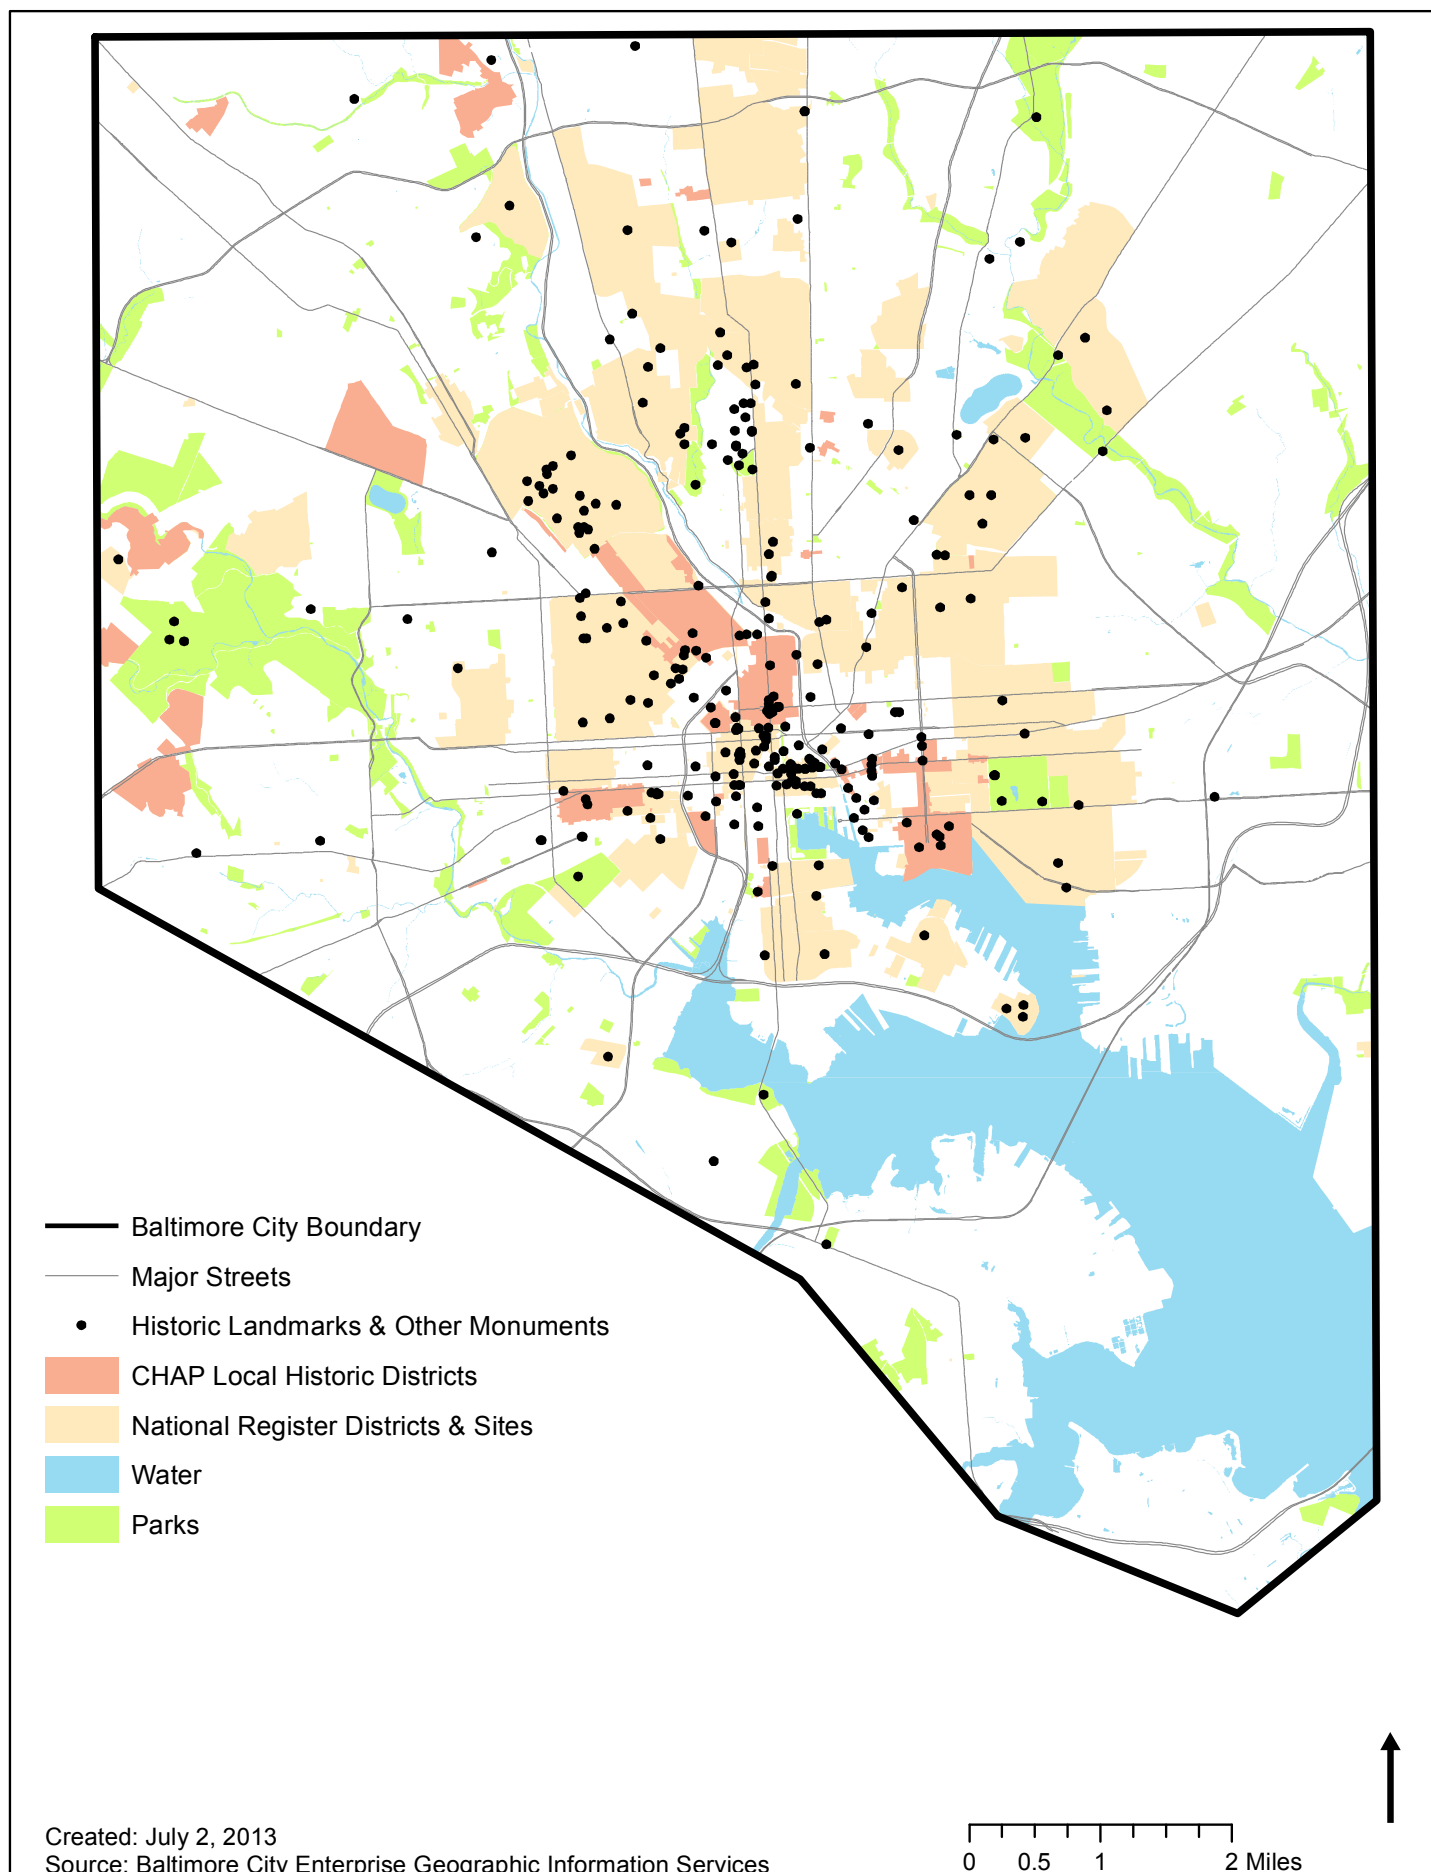 Baltimore City Boundary
Major Streets
Historic Landmarks & Other Monuments
CHAP Local Historic Districts
National Register Districts & Sites
Water
Parks
Created: July 2, 2013
Source: Baltimore City Enterprise Geographic Information Services
0 0.5 1 2 Miles